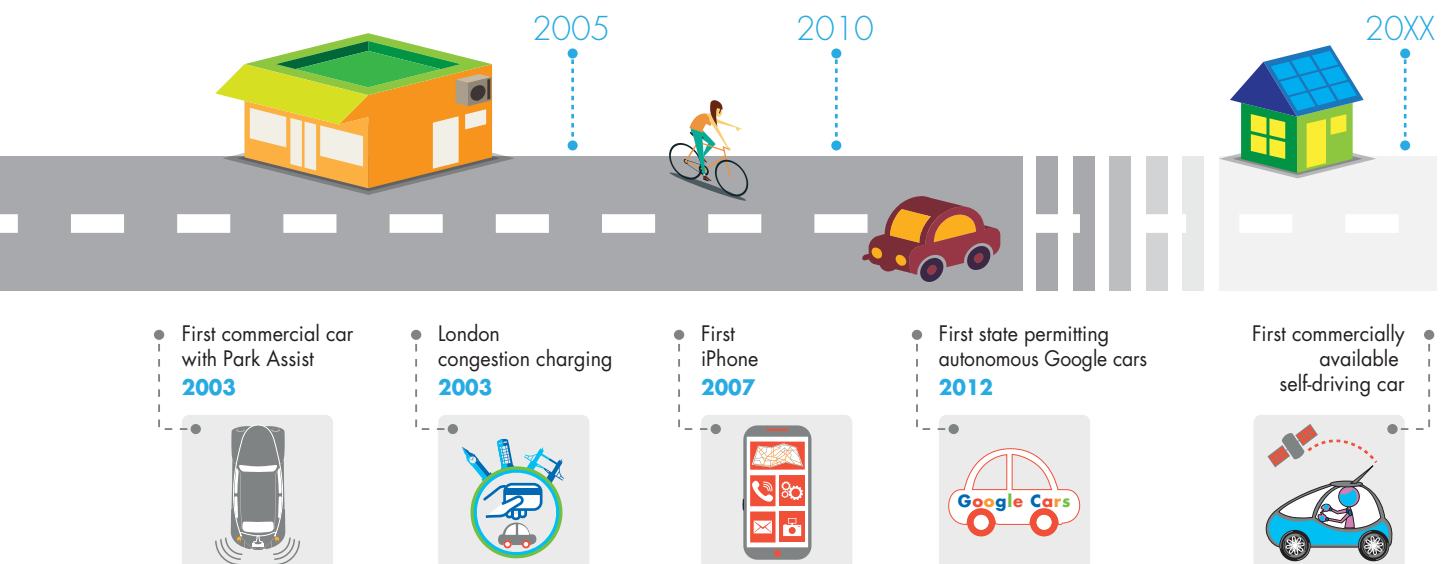 2005
2010
20XX
First commercial car
with Park Assist
2003
London
congestion charging
2003
First
iPhone
2007
First state permitting
autonomous Google cars
2012
First commercially
available
self-driving car
Google Cars